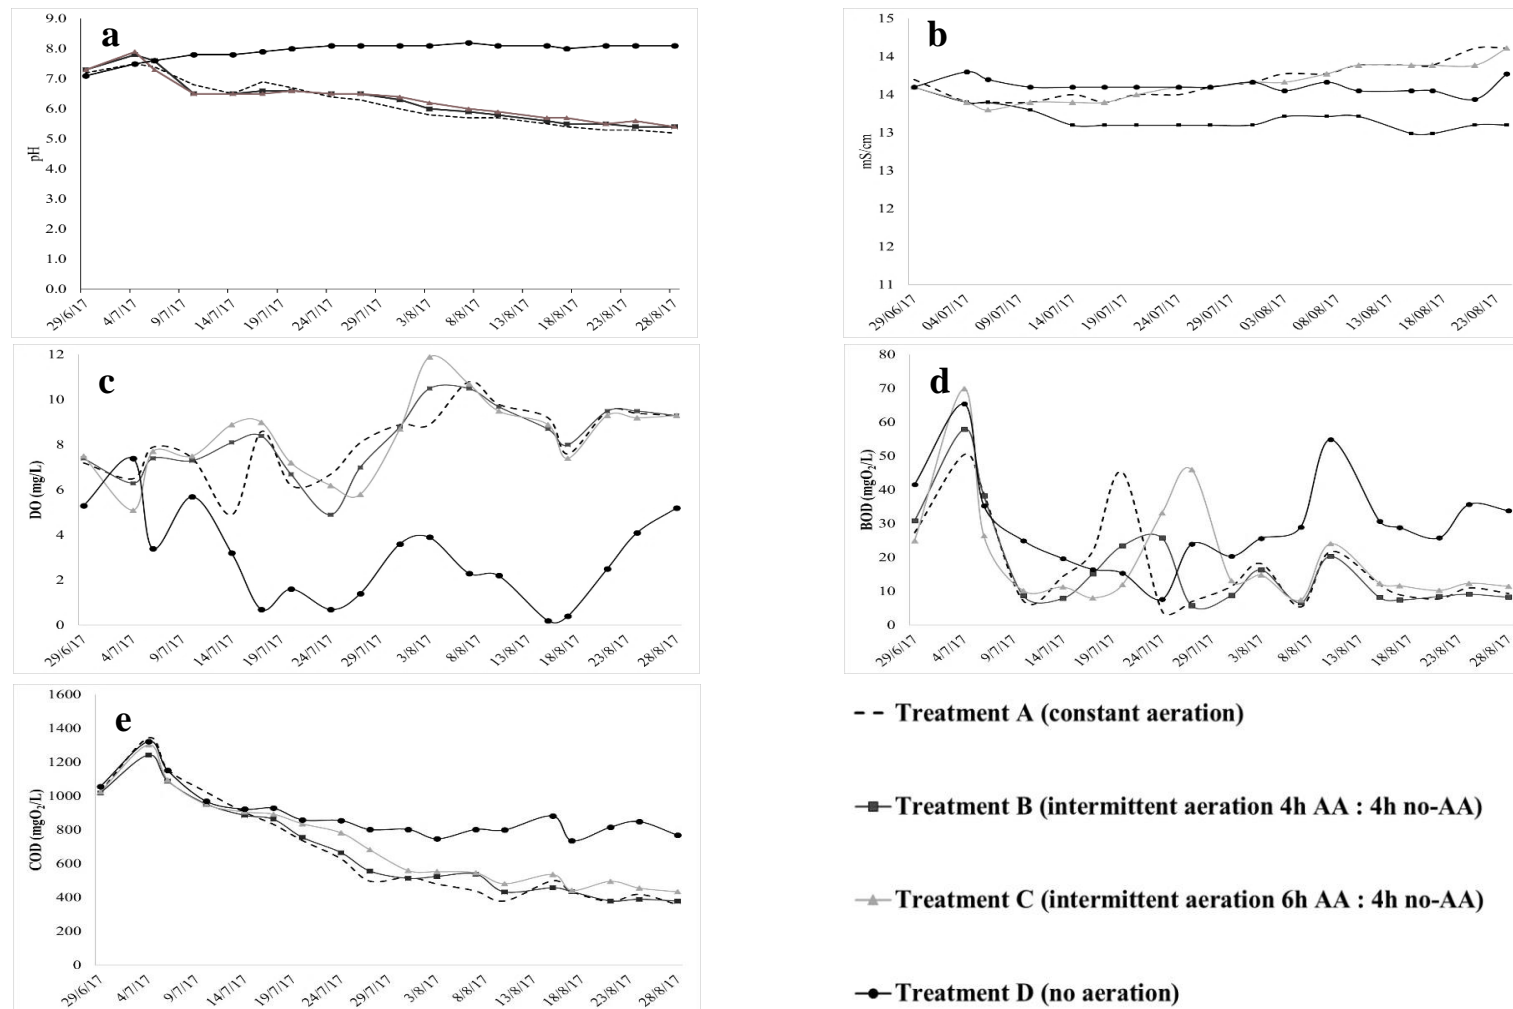 a
9.0
8.0
7.0
6.0
5.0
4.0
3.0
2.0
1.0
0.0
pH
29/6/17 4/7/17 9/7/17 14/7/17 19/7/17 24/7/17 29/7/17 3/8/17 8/8/17 13/8/17 18/8/17 23/8/17 28/8/17
b
15
14
14
13
13
12
12
11
mS/cm
29/06/17 04/07/17 09/07/17 14/07/17 19/07/17 24/07/17 29/07/17 03/08/17 08/08/17 13/08/17 18/08/17 23/08/17
c
12
10
8
6
4
2
0
DO (mg/L)
29/6/17 4/7/17 9/7/17 14/7/17 19/7/17 24/7/17 29/7/17 3/8/17 8/8/17 13/8/17 18/8/17 23/8/17 28/8/17
d
80
70
60
50
40
30
20
10
0
BOD (mgO₂/L)
29/6/17 4/7/17 9/7/17 14/7/17 19/7/17 24/7/17 29/7/17 3/8/17 8/8/17 13/8/17 18/8/17 23/8/17 28/8/17
e
1600
1400
1200
1000
800
600
400
200
0
COD (mgO₂/L)
29/6/17 4/7/17 9/7/17 14/7/17 19/7/17 24/7/17 29/7/17 3/8/17 8/8/17 13/8/17 18/8/17 23/8/17 28/8/17
Treatment A (constant aeration)
Treatment B (intermittent aeration 4h AA : 4h no-AA)
Treatment C (intermittent aeration 6h AA : 4h no-AA)
Treatment D (no aeration)